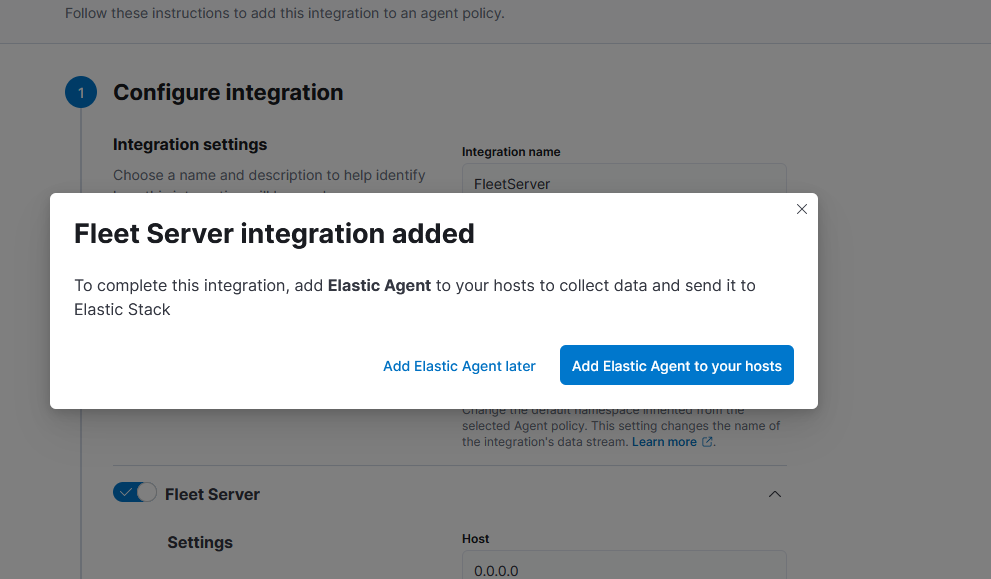 Follow these instructions to add this integration to an agent policy.
1 Configure integration
Integration settings
Choose a name and description to help identify
Integration name
FleetServer
Fleet Server integration added
To complete this integration, add Elastic Agent to your hosts to collect data and send it to
Elastic Stack
Add Elastic Agent later
Add Elastic Agent to your hosts
Change the default namespace inherited from the
selected Agent policy. This setting changes the name of
the integration's data stream. Learn more.
Fleet Server
Settings
Host
0.0.0.0